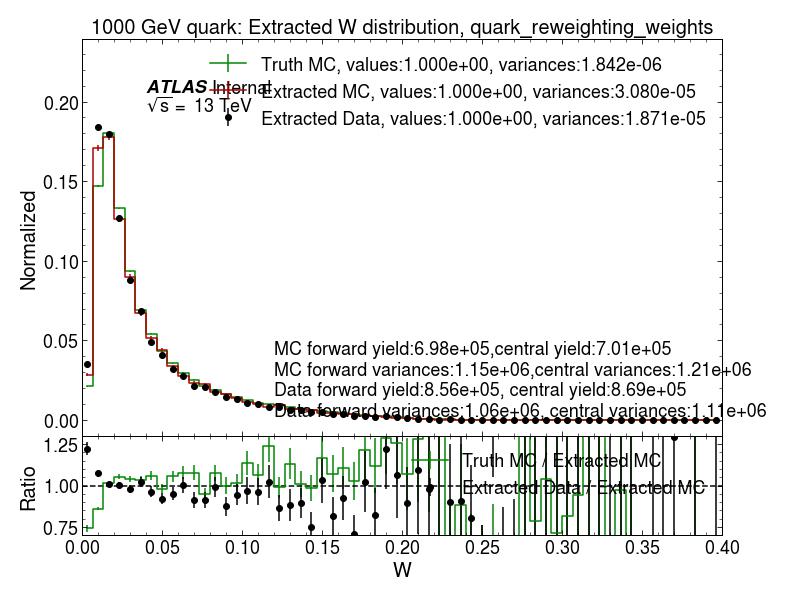 1000 GeV quark: Extracted W distribution, quark_reweighting_weights
Truth MC, values:1.000e+00, variances:1.842e-06
ATLAS Internal
Extracted MC, values:1.000e+00, variances:3.080e-05
√s = 13 TeV
Extracted Data, values:1.000e+00, variances:1.871e-05
0.20
0.15
0.10
0.05
0.00
Normalized
MC forward yield:6.98e+05,central yield:7.01e+05
MC forward variances:1.15e+06,central variances:1.21e+06
Data forward yield:8.56e+05, central yield:8.69e+05
Data forward variances:1.06e+06, central variances:1.11e+06
1.25
1.00
0.75
Ratio
Truth MC / Extracted MC
Extracted Data / Extracted MC
0.00 0.05 0.10 0.15 0.20 0.25 0.30 0.35 0.40
W